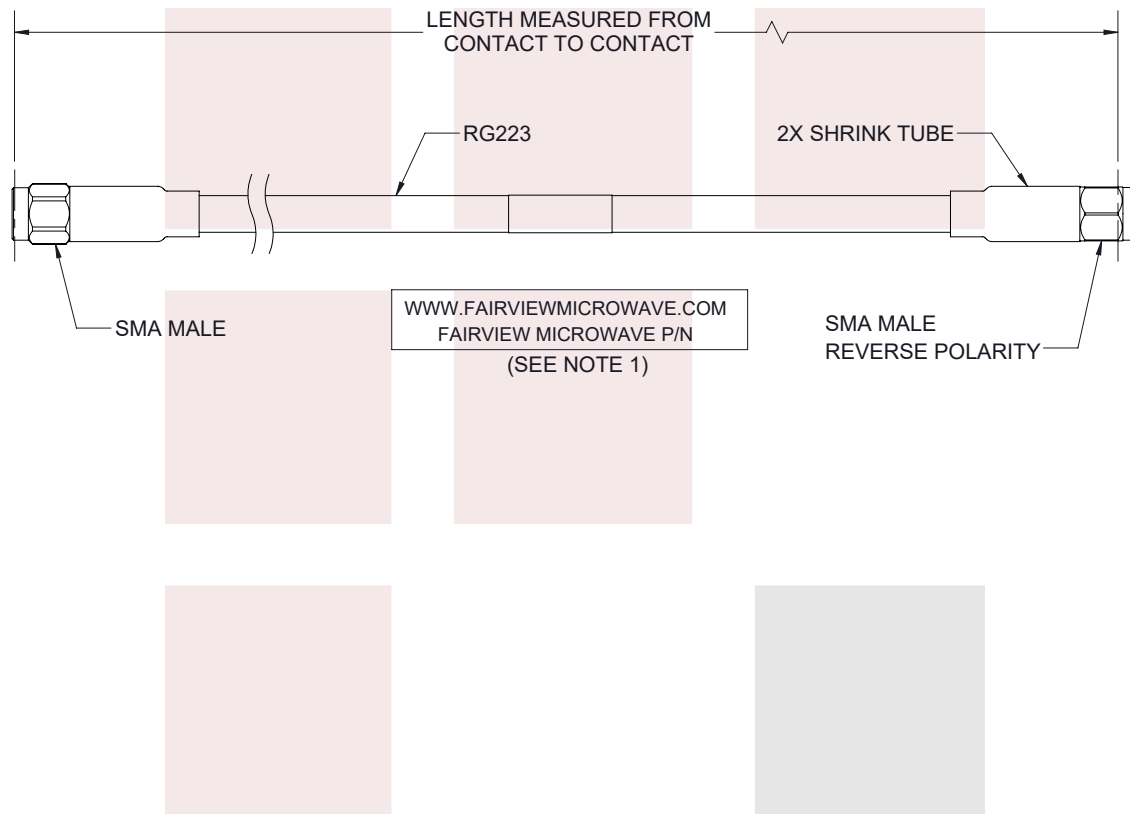 LENGTH MEASURED FROM
CONTACT TO CONTACT
RG223
2X SHRINK TUBE
SMA MALE
WWW.FAIRVIEWMICROWAVE.COM
FAIRVIEW MICROWAVE P/N
(SEE NOTE 1)
SMA MALE
REVERSE POLARITY